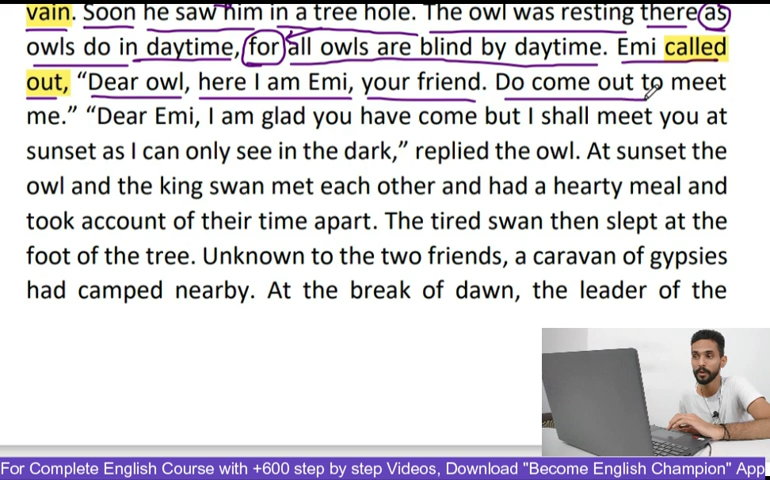 vain. Soon he saw him in a tree hole. The owl was resting there as
owls do in daytime, for all owls are blind by daytime. Emi called
out, “Dear owl, here I am Emi, your friend. Do come out to meet
me.” “Dear Emi, I am glad you have come but I shall meet you at
sunset as I can only see in the dark,” replied the owl. At sunset the
owl and the king swan met each other and had a hearty meal and
took account of their time apart. The tired swan then slept at the
foot of the tree. Unknown to the two friends, a caravan of gypsies
had camped nearby. At the break of dawn, the leader of the
For Complete English Course with +600 step by step Videos, Download "Become English Champion" App